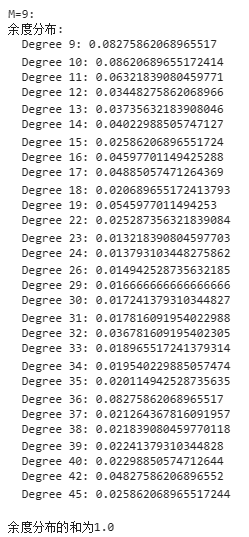 M=9:
余度分布:
Degree 9: 0.08275862068965517
Degree 10: 0.08620689655172414
Degree 11: 0.06321839080459771
Degree 12: 0.03448275862068966
Degree 13: 0.03735632183908046
Degree 14: 0.04022988505747127
Degree 15: 0.02586206896551724
Degree 16: 0.04597701149425288
Degree 17: 0.04885057471264369
Degree 18: 0.020689655172413793
Degree 19: 0.0545977011494253
Degree 22: 0.025287356321839084
Degree 23: 0.013218390804597703
Degree 24: 0.013793103448275862
Degree 26: 0.014942528735632185
Degree 29: 0.016666666666666666
Degree 30: 0.017241379310344827
Degree 31: 0.017816091954022988
Degree 32: 0.036781609195402305
Degree 33: 0.018965517241379314
Degree 34: 0.019540229885057474
Degree 35: 0.020114942528735635
Degree 36: 0.08275862068965517
Degree 37: 0.021264367816091957
Degree 38: 0.021839080459770118
Degree 39: 0.02241379310344828
Degree 40: 0.02298850574712644
Degree 42: 0.04827586206896552
Degree 45: 0.025862068965517244
余度分布的和为1.0